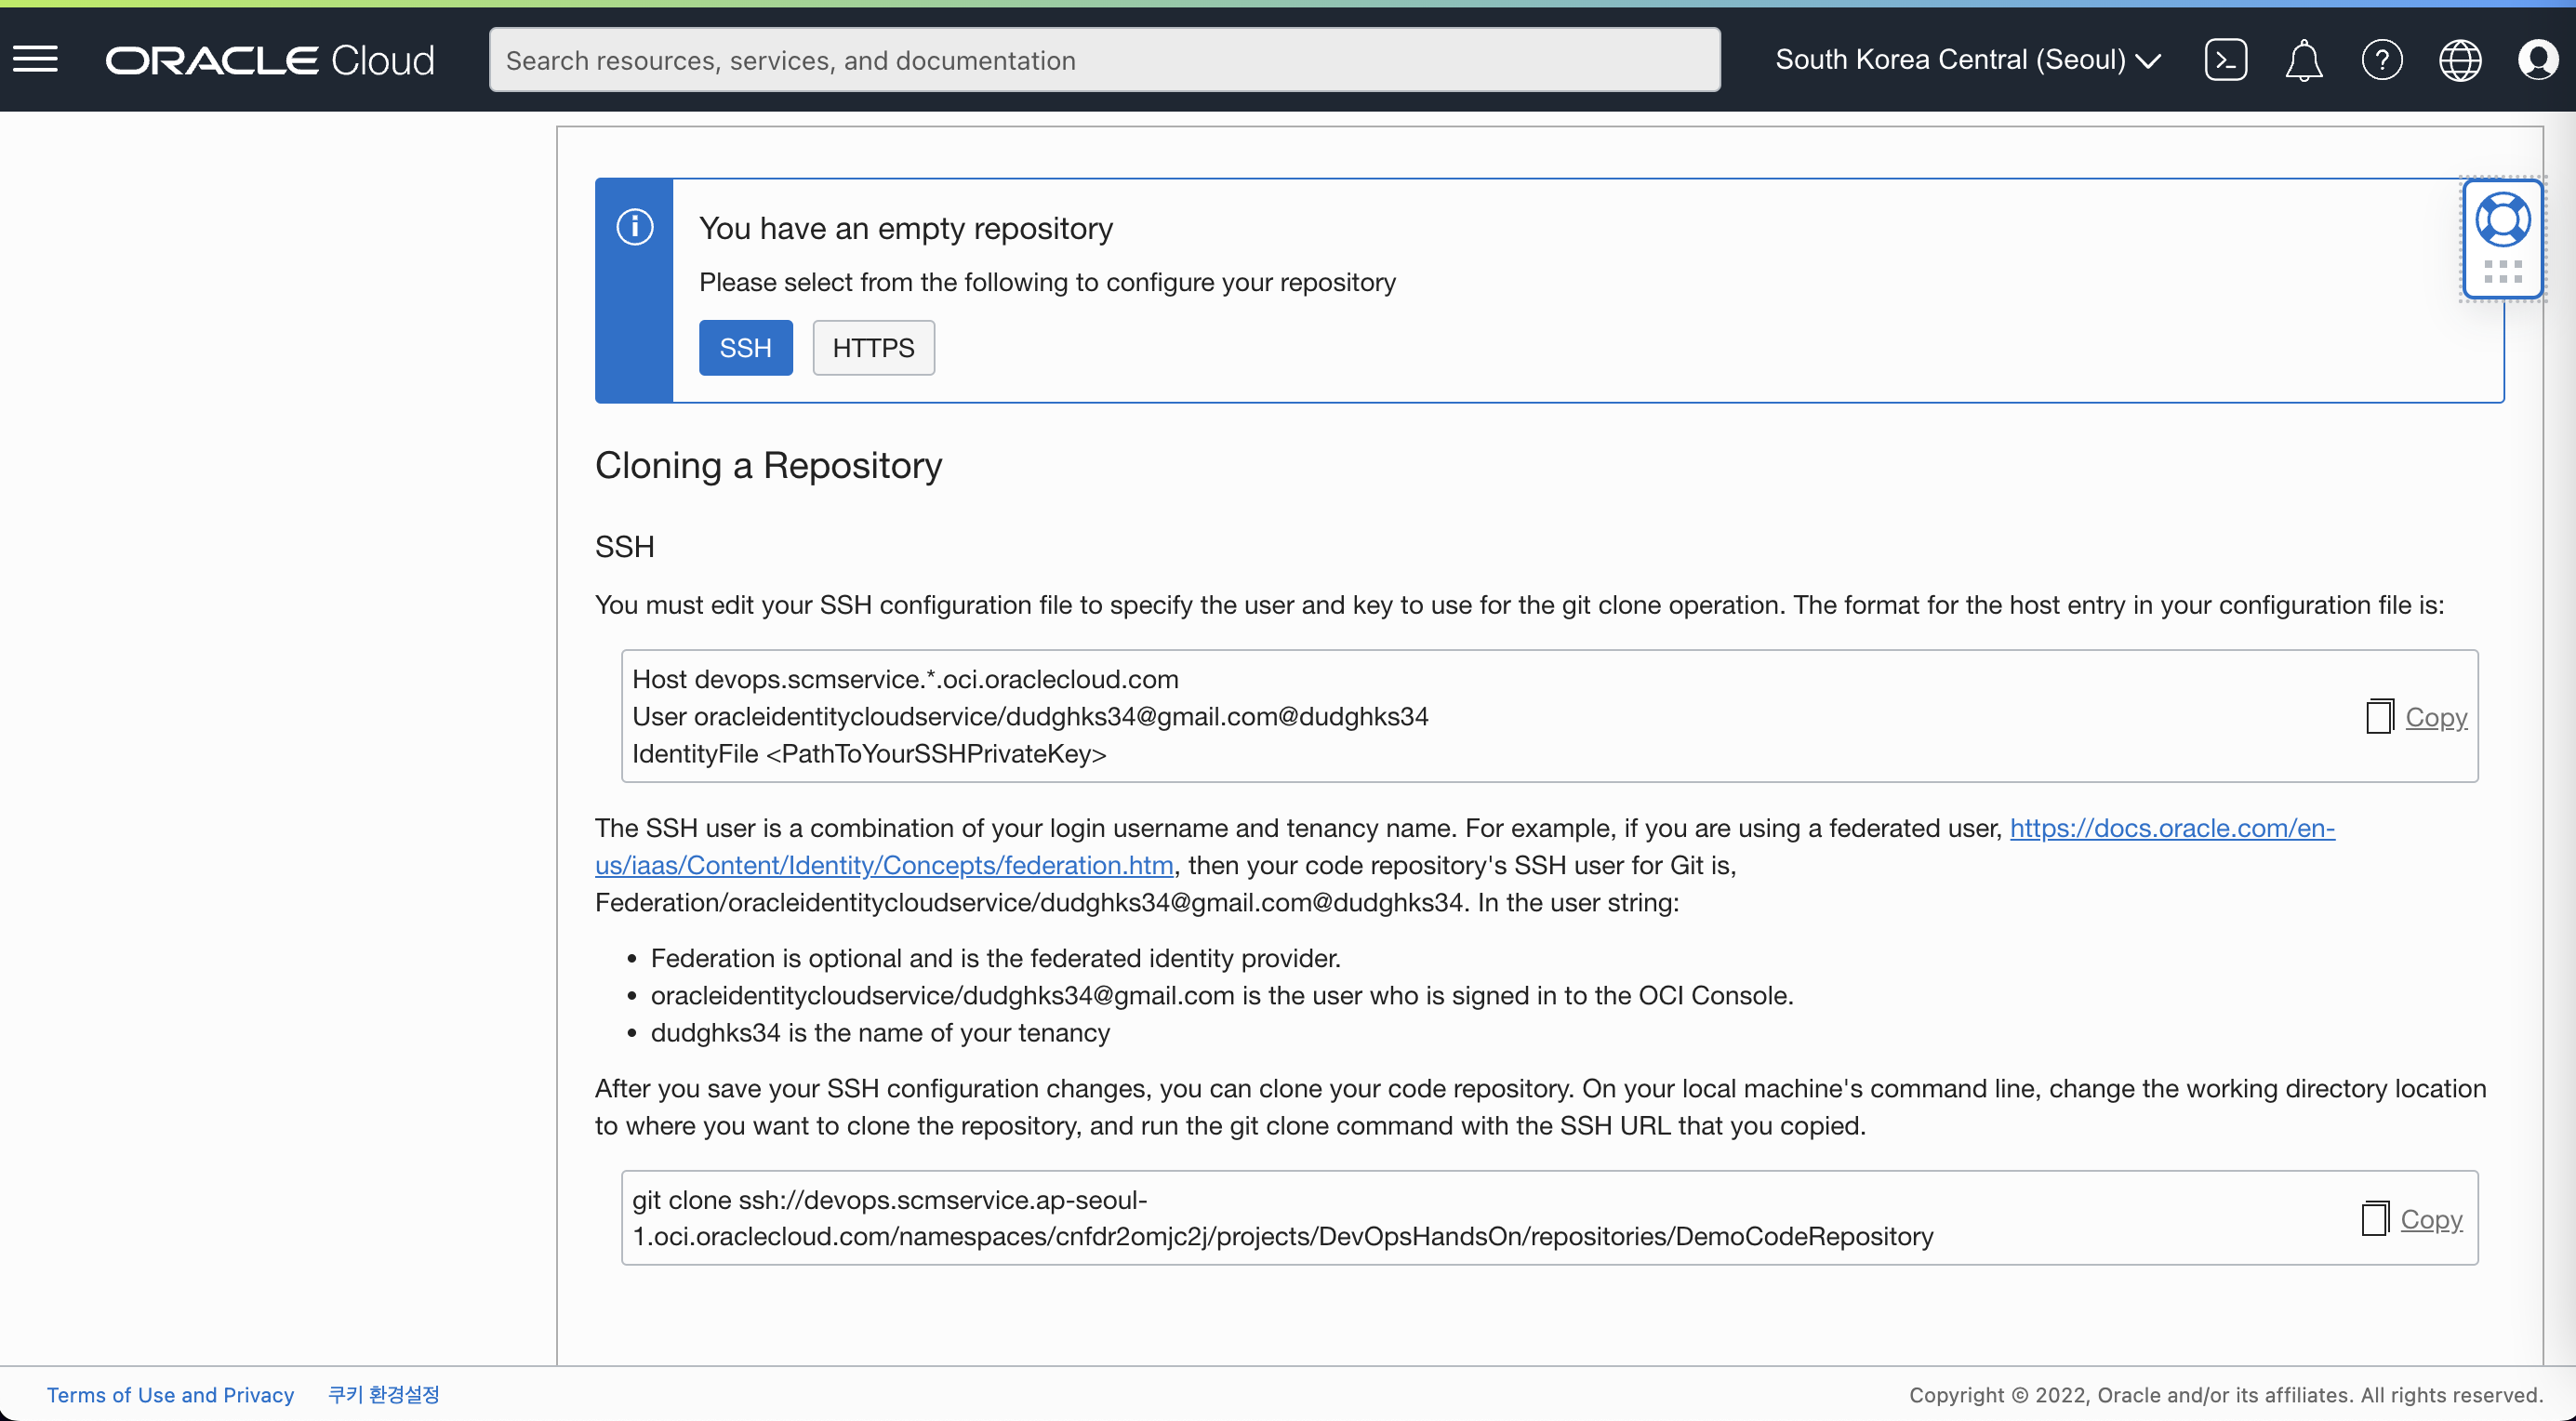 ORACLE Cloud
Search resources, services, and documentation
South Korea Central (Seoul)
You have an empty repository
Please select from the following to configure your repository
SSH
HTTPS
Cloning a Repository
SSH
You must edit your SSH configuration file to specify the user and key to use for the git clone operation. The format for the host entry in your configuration file is:
Host devops.scmservice.*.oci.oraclecloud.com
User oracleidentitycloudservice/dudghks34@gmail.com@dudghks34
IdentityFile <PathToYourSSHPrivateKey>
Copy
The SSH user is a combination of your login username and tenancy name. For example, if you are using a federated user, https://docs.oracle.com/en-
us/iaas/Content/Identity/Concepts/federation.htm, then your code repository's SSH user for Git is,
Federation/oracleidentitycloudservice/dudghks34@gmail.com@dudghks34. In the user string:
• Federation is optional and is the federated identity provider.
• oracleidentitycloudservice/dudghks34@gmail.com is the user who is signed in to the OCI Console.
• dudghks34 is the name of your tenancy
After you save your SSH configuration changes, you can clone your code repository. On your local machine's command line, change the working directory location
to where you want to clone the repository, and run the git clone command with the SSH URL that you copied.
git clone ssh://devops.scmservice.ap-seoul-
1.oci.oraclecloud.com/namespaces/cnfdr2omjc2j/projects/DevOpsHandsOn/repositories/DemoCodeRepository
Copy
Terms of Use and Privacy
쿠키 환경설정
Copyright © 2022, Oracle and/or its affiliates. All rights reserved.